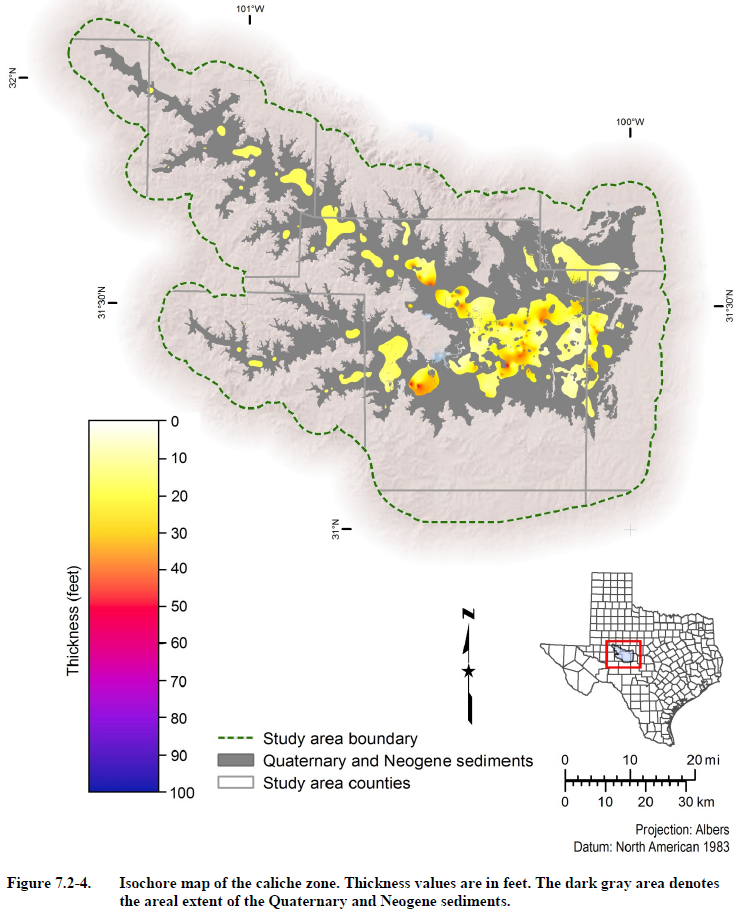 101°W
32°N
100°W
31°30'N
31°30'N
31°N
0
10
20
30
40
50
60
70
80
90
100
Thickness (feet)
N
Study area boundary
Quaternary and Neogene sediments
Study area counties
0 10 20 mi
0 10 20 30 km
Projection: Albers
Datum: North American 1983
Figure 7.2-4. Isochore map of the caliche zone. Thickness values are in feet. The dark gray area denotes
the areal extent of the Quaternary and Neogene sediments.